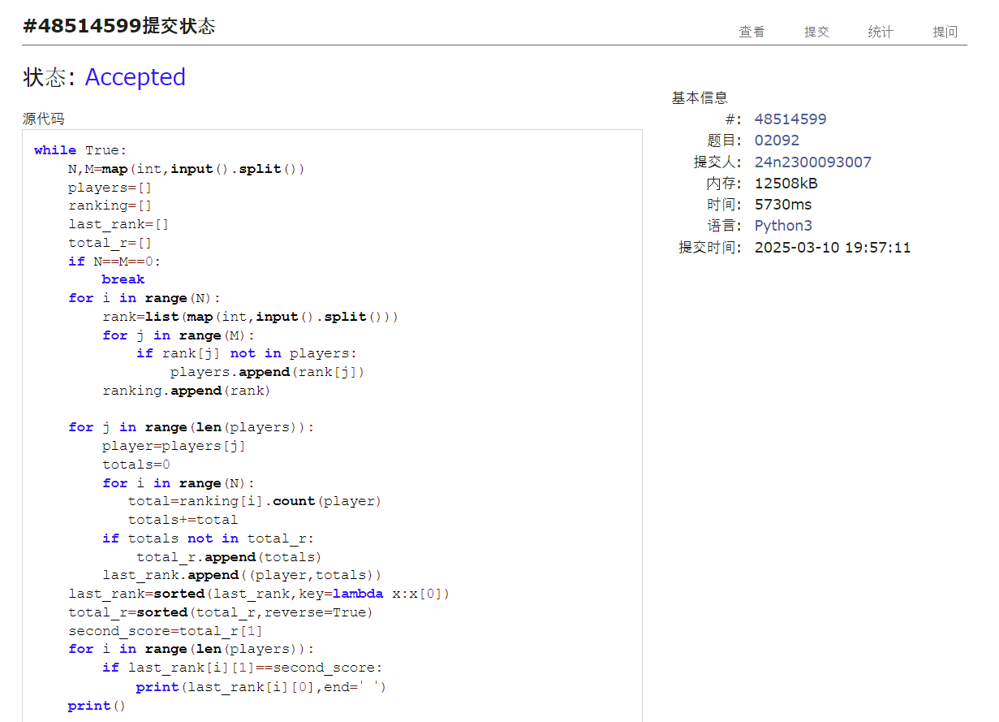 #48514599提交状态
查看 提交 统计 提问
状态: Accepted
源代码
while True:
    N,M=map(int,input().split())
    players=[]
    ranking=[]
    last_rank=[]
    total_r=[]
    if N==M==0:
        break
    for i in range(N):
        rank=list(map(int,input().split()))
        for j in range(M):
            if rank[j] not in players:
                players.append(rank[j])
        ranking.append(rank)

    for j in range(len(players)):
        player=players[j]
        totals=0
        for i in range(N):
           total=ranking[i].count(player)
           totals+=total
        if totals not in total_r:
            total_r.append(totals)
        last_rank.append((player,totals))
    last_rank=sorted(last_rank,key=lambda x:x[0])
    total_r=sorted(total_r,reverse=True)
    second_score=total_r[1]
    for i in range(len(players)):
        if last_rank[i][1]==second_score:
            print(last_rank[i][0],end=' ')
    print()
基本信息
#: 48514599
题目: 02092
提交人: 24n2300093007
内存: 12508kB
时间: 5730ms
语言: Python3
提交时间: 2025-03-10 19:57:11